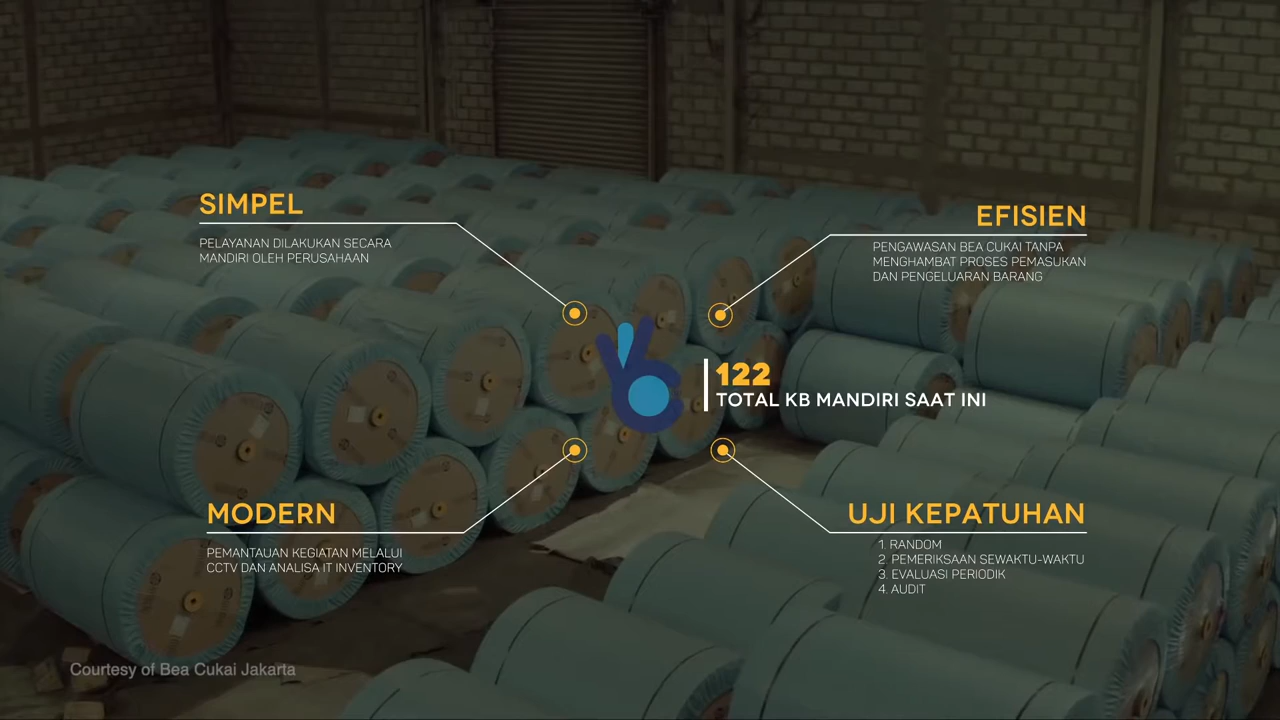 SIMPEL
PELAYANAN DILAKUKAN SECARA
MANDIRI OLEH PERUSAHAAN
EFISIEN
PENGAWASAN BEA CUKAI TANPA
MENGHAMBAT PROSES PEMASUKAN
DAN PENGELUARAN BARANG
122
TOTAL KB MANDIRI SAAT INI
MODERN
PEMANTAUAN KEGIATAN MELALUI
CCTV DAN ANALISA IT INVENTORY
UJI KEPATUHAN
1. RANDOM
2. PEMERIKSAAN SEWAKTU-WAKTU
3. EVALUASI PERIODIK
4. AUDIT
Courtesy of Bea Cukai Jakarta